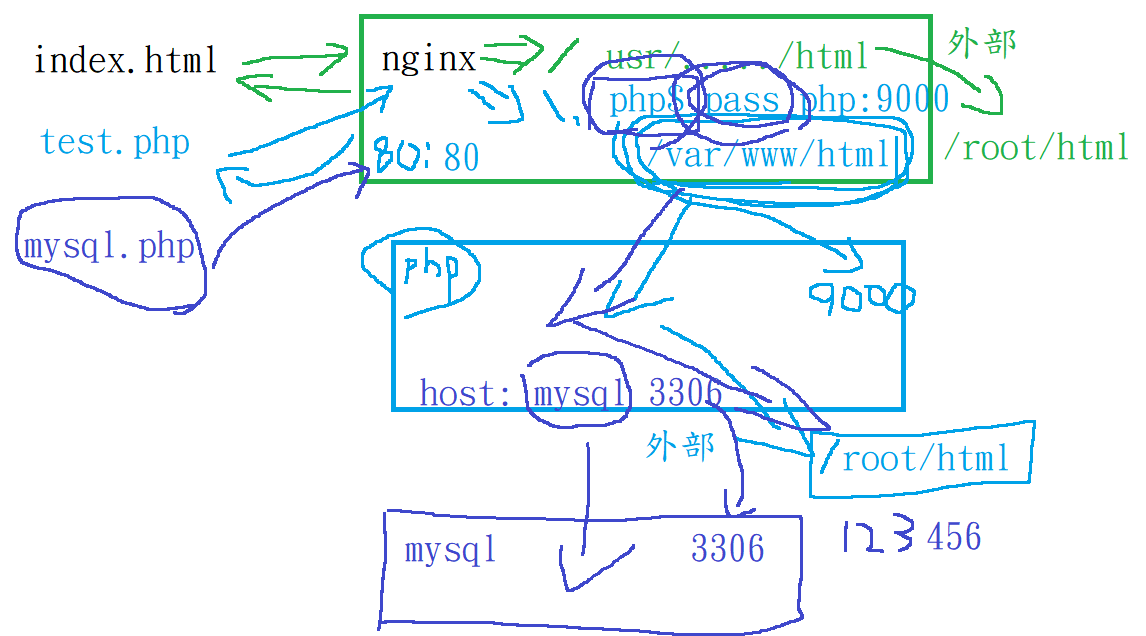 index.html
nginx
usr/...../html
外部
php$ pass php:9000
test.php
80:80
/var/www/html
/root/html
mysql.php
php
9000
host: mysql 3306
外部
/root/html
mysql
3306
123456